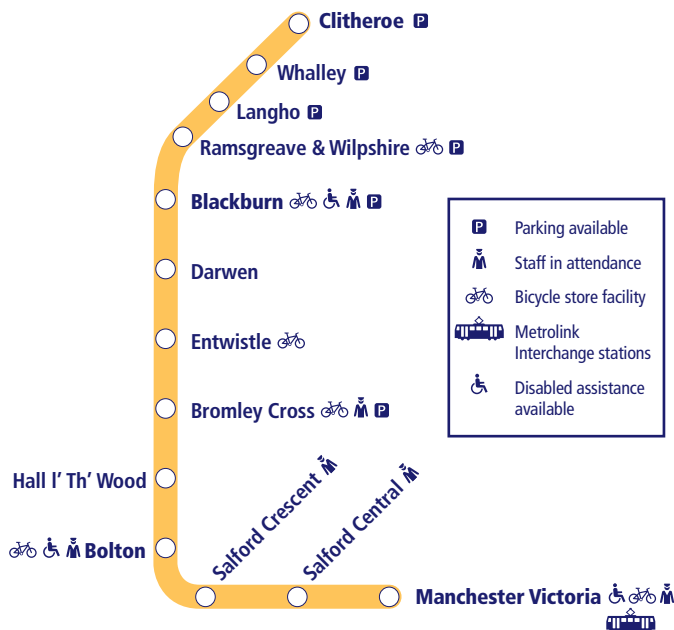 Clitheroe P
Whalley P
Langho P
Ramsgreave & Wilpshire P
Blackburn P
Darwen
Entwistle
Bromley Cross P
Hall l' Th' Wood
Bolton
Salford Crescent
Salford Central
Manchester Victoria
P Parking available
Staff in attendance
Bicycle store facility
Metrolink
Interchange stations
Disabled assistance
available